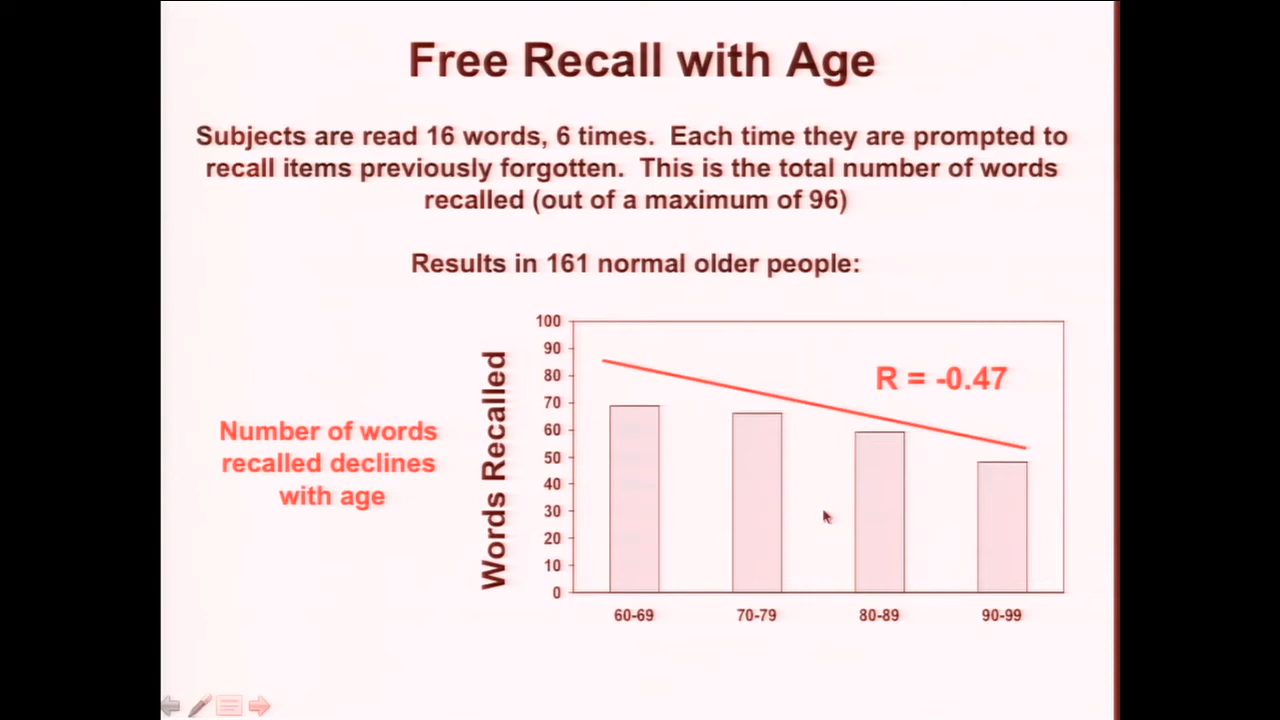 Free Recall with Age
Subjects are read 16 words, 6 times. Each time they are prompted to
recall items previously forgotten. This is the total number of words
recalled (out of a maximum of 96)
Results in 161 normal older people:
Number of words
recalled declines
with age
Words Recalled
100
90
80
70
60
50
40
30
20
10
0
R = -0.47
60-69
70-79
80-89
90-99